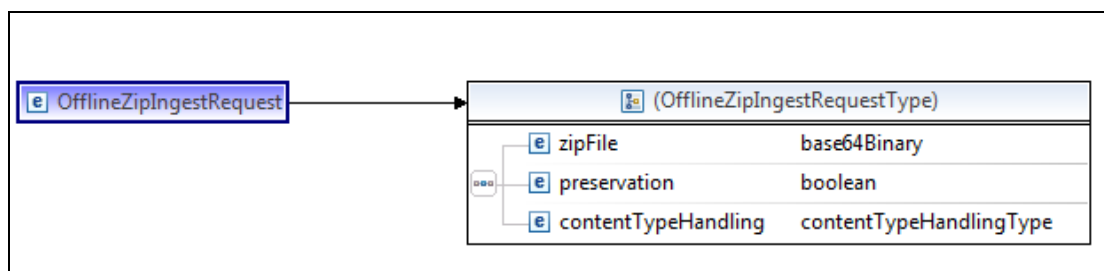 e OfflineZipIngestRequest
(OfflineZipIngestRequestType)
e zipFile base64Binary
e preservation boolean
e contentTypeHandling contentTypeHandlingType